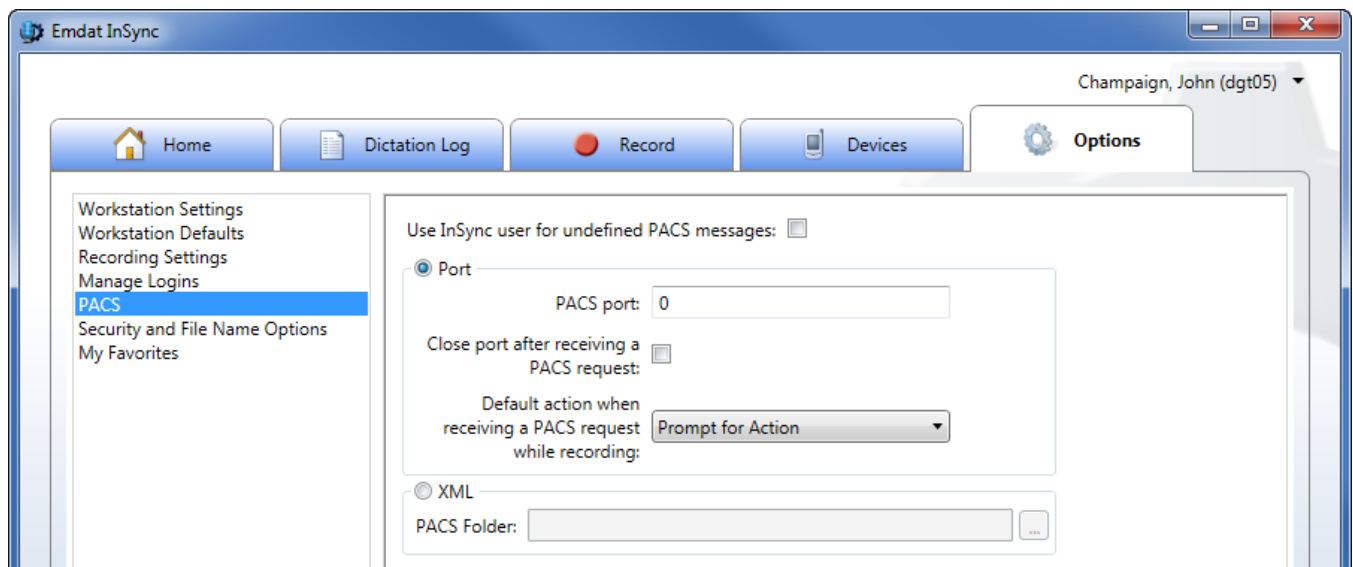 Emdat InSync
Champaign, John (dgt05)
Home
Dictation Log
Record
Devices
Options
Workstation Settings
Workstation Defaults
Recording Settings
Manage Logins
PACS
Security and File Name Options
My Favorites
Use InSync user for undefined PACS messages:
Port
PACS port: 0
Close port after receiving a
PACS request:
Default action when
receiving a PACS request
while recording:
Prompt for Action
XML
PACS Folder:
...